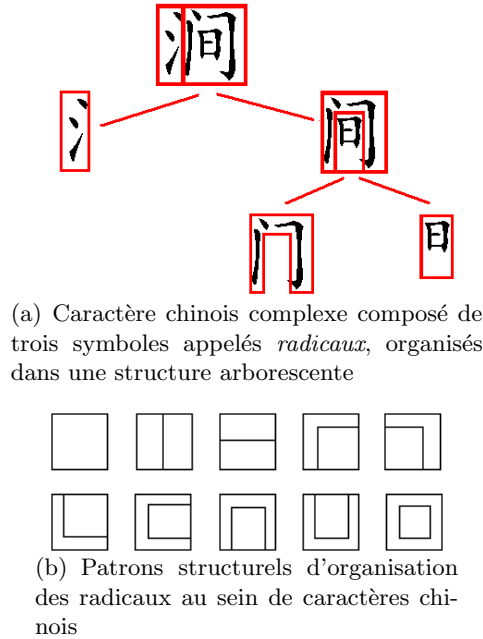 涧
氵
间
门
日
(a) Caractère chinois complexe composé de
trois symboles appelés radicaux, organisés
dans une structure arborescente
(b) Patrons structurels d'organisation
des radicaux au sein de caractères chi-
nois